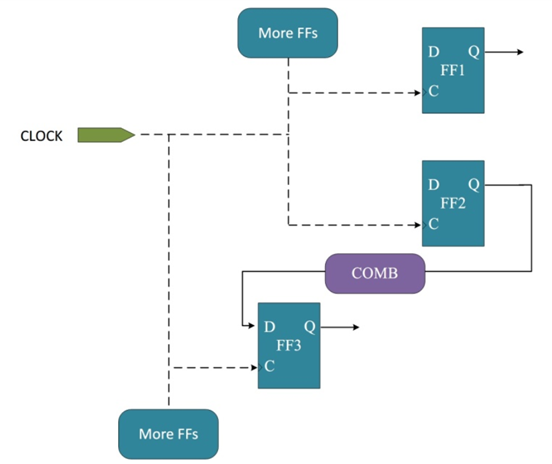 More FFs
D Q
FF1
C
CLOCK
D Q
FF2
C
COMB
D Q
FF3
C
More FFs